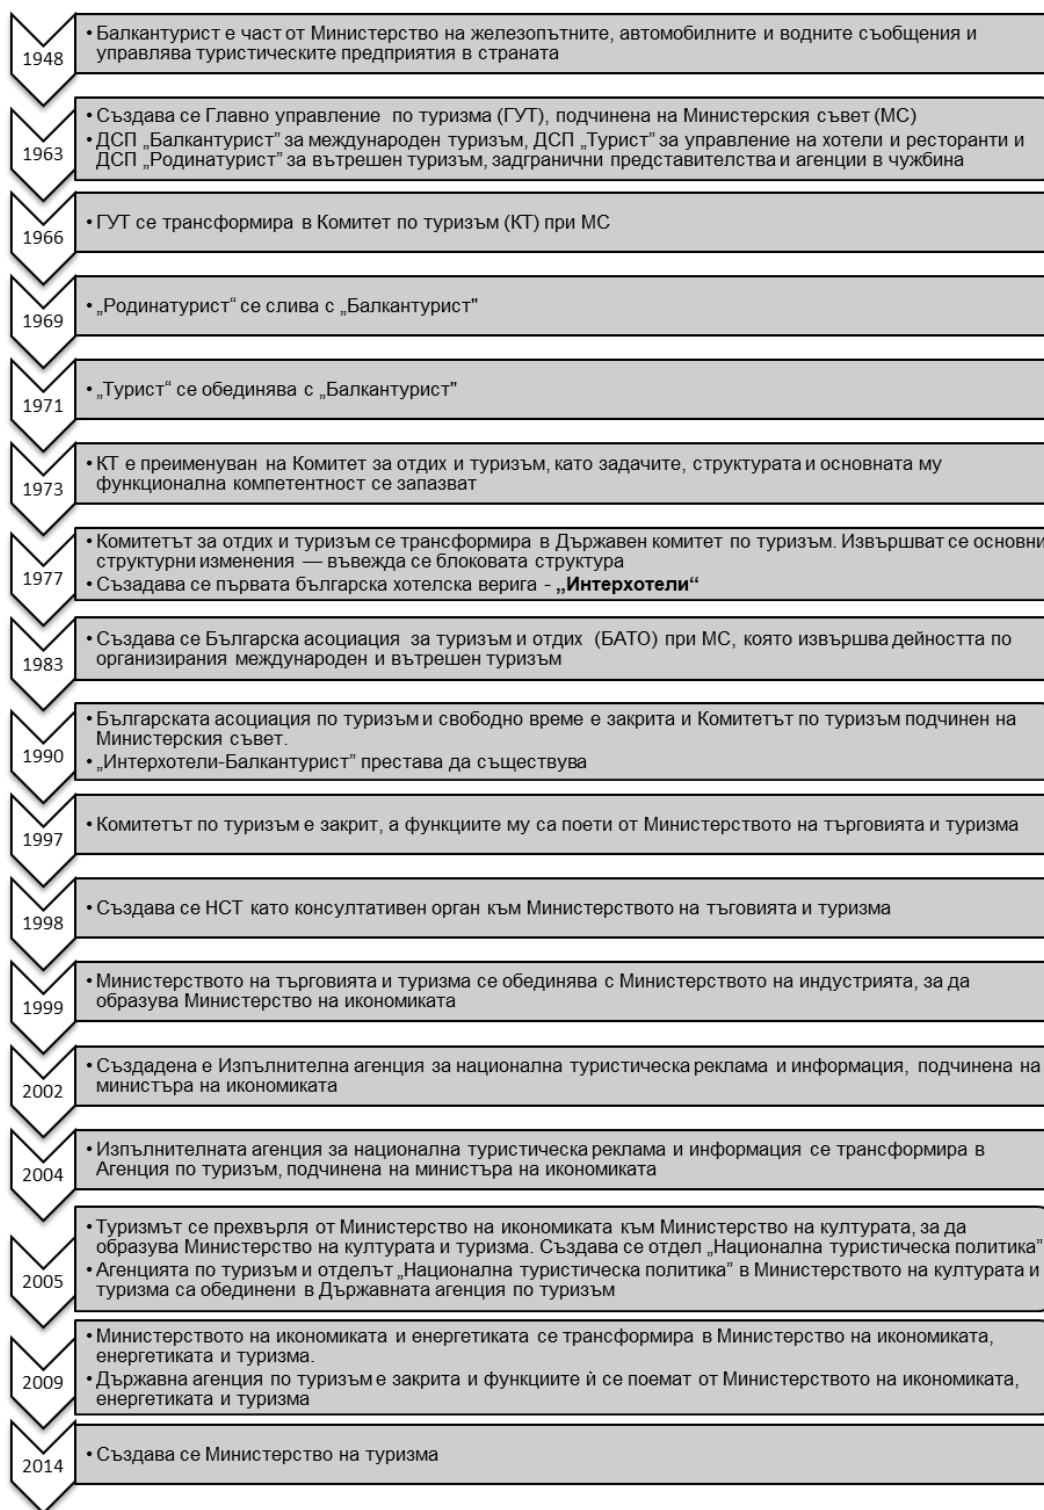 1948
• Балкантурист е част от Министерство на железопътните, автомобилните и водните съобщения и
управлява туристическите предприятия в страната
1963
• Създава се Главно управление по туризма (ГУТ), подчинена на Министерския съвет (МС)
• ДСП „Балкантурист” за международен туризъм, ДСП „Турист” за управление на хотели и ресторанти и
ДСП „Родинатурист” за вътрешен туризъм, задгранични представителства и агенции в чужбина
1966
• ГУТ се трансформира в Комитет по туризъм (КТ) при МС
1969
• „Родинатурист“ се слива с „Балкантурист"
1971
• „Турист“ се обединява с „Балкантурист"
1973
• КТ е преименуван на Комитет за отдих и туризъм, като задачите, структурата и основната му
функционална компетентност се запазват
1977
• Комитетът за отдих и туризъм се трансформира в Държавен комитет по туризъм. Извършват се основни
структурни изменения — въвежда се блоковата структура
• Създадава се първата българска хотелска верига - „Интерхотели“
1983
• Създава се Българска асоциация за туризъм и отдих (БАТО) при МС, която извършва дейността по
организирания международен и вътрешен туризъм
1990
• Българската асоциация по туризъм и свободно време е закрита и Комитетът по туризъм подчинен на
Министерския съвет.
• „Интерхотели-Балкантурист” престава да съществува
1997
• Комитетът по туризъм е закрит, а функциите му са поети от Министерството на търговията и туризма
1998
• Създава се НСТ като консултативен орган към Министерството на тъговията и туризма
1999
• Министерството на търговията и туризма се обединява с Министерството на индустрията, за да
образува Министерство на икономиката
2002
• Създадена е Изпълнителна агенция за национална туристическа реклама и информация, подчинена на
министъра на икономиката
2004
• Изпълнителната агенция за национална туристическа реклама и информация се трансформира в
Агенция по туризъм, подчинена на министъра на икономиката
2005
• Туризмът се прехвърля от Министерство на икономиката към Министерство на културата, за да
образува Министерство на културата и туризма. Създава се отдел „Национална туристическа политика”
• Агенцията по туризъм и отделът „Национална туристическа политика” в Министерството на културата и
туризма са обединени в Държавната агенция по туризъм
2009
• Министерството на икономиката и енергетиката се трансформира в Министерство на икономиката,
енергетиката и туризма.
• Държавна агенция по туризъм е закрита и функциите ѝ се поемат от Министерството на икономиката,
енергетиката и туризма
2014
• Създава се Министерство на туризма